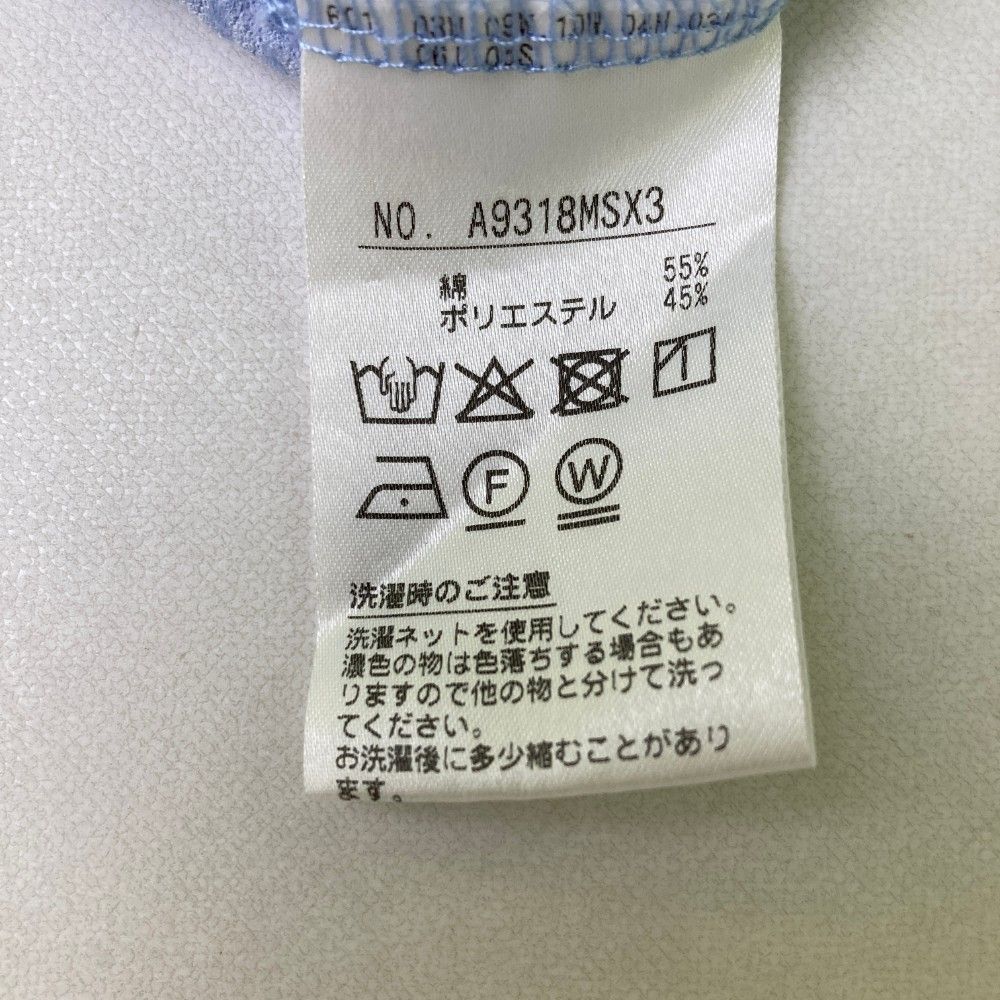 NO. A9318MSX3
綿 55%
ポリエステル 45%
F W
洗濯時のご注意
洗濯ネットを使用してください。
濃色の物は色落ちする場合もあ
りますので他の物と分けて洗っ
てください。
お洗濯後に多少縮むことがあり
ます。